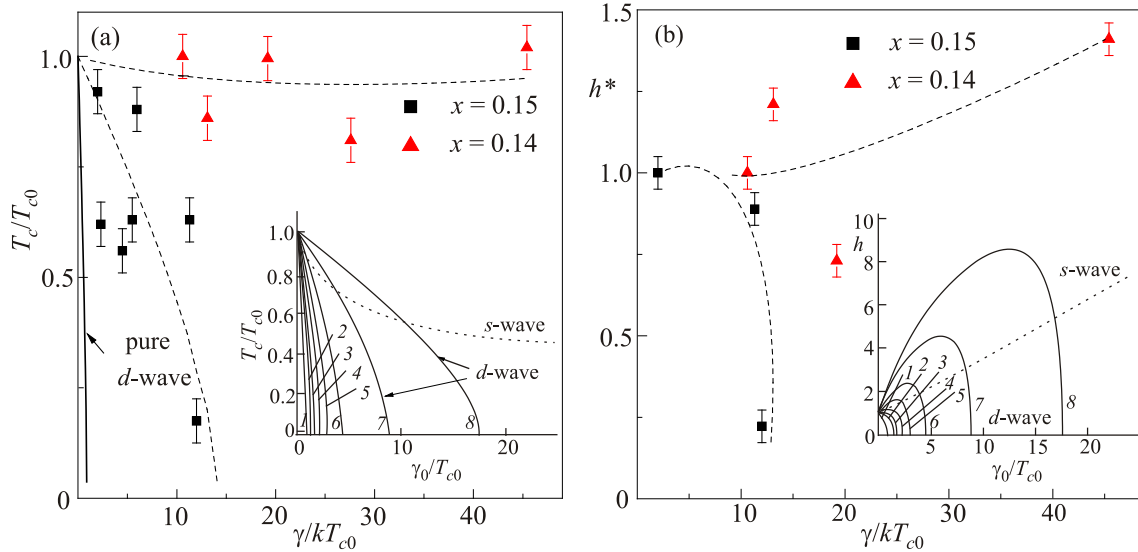 (a)
1.0
0.5
0
10
20
30
40
T_c/T_c0
γ/kT_c0
x = 0.15
x = 0.14
pure
d-wave
1.0
0.8
0.6
0.4
0.2
0
0
10
20
T_c/T_c0
γ_0/T_c0
s-wave
d-wave
1
2
3
4
5
6
7
8
(b)
1.5
1.0
0.5
0
10
20
30
40
h*
γ/kT_c0
x = 0.15
x = 0.14
10
h
8
6
4
2
0
0
5
10
15
20
γ_0/T_c0
s-wave
d-wave
1
2
3
4
5
6
7
8